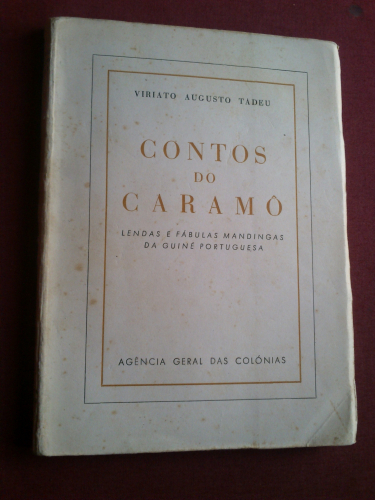 VIRIATO AUGUSTO TADEU
CONTOS
DO
CARAMÔ
LENDAS E FÁBULAS MANDINGAS
DA GUINÉ PORTUGUESA
AGÊNCIA GERAL DAS COLÓNIAS